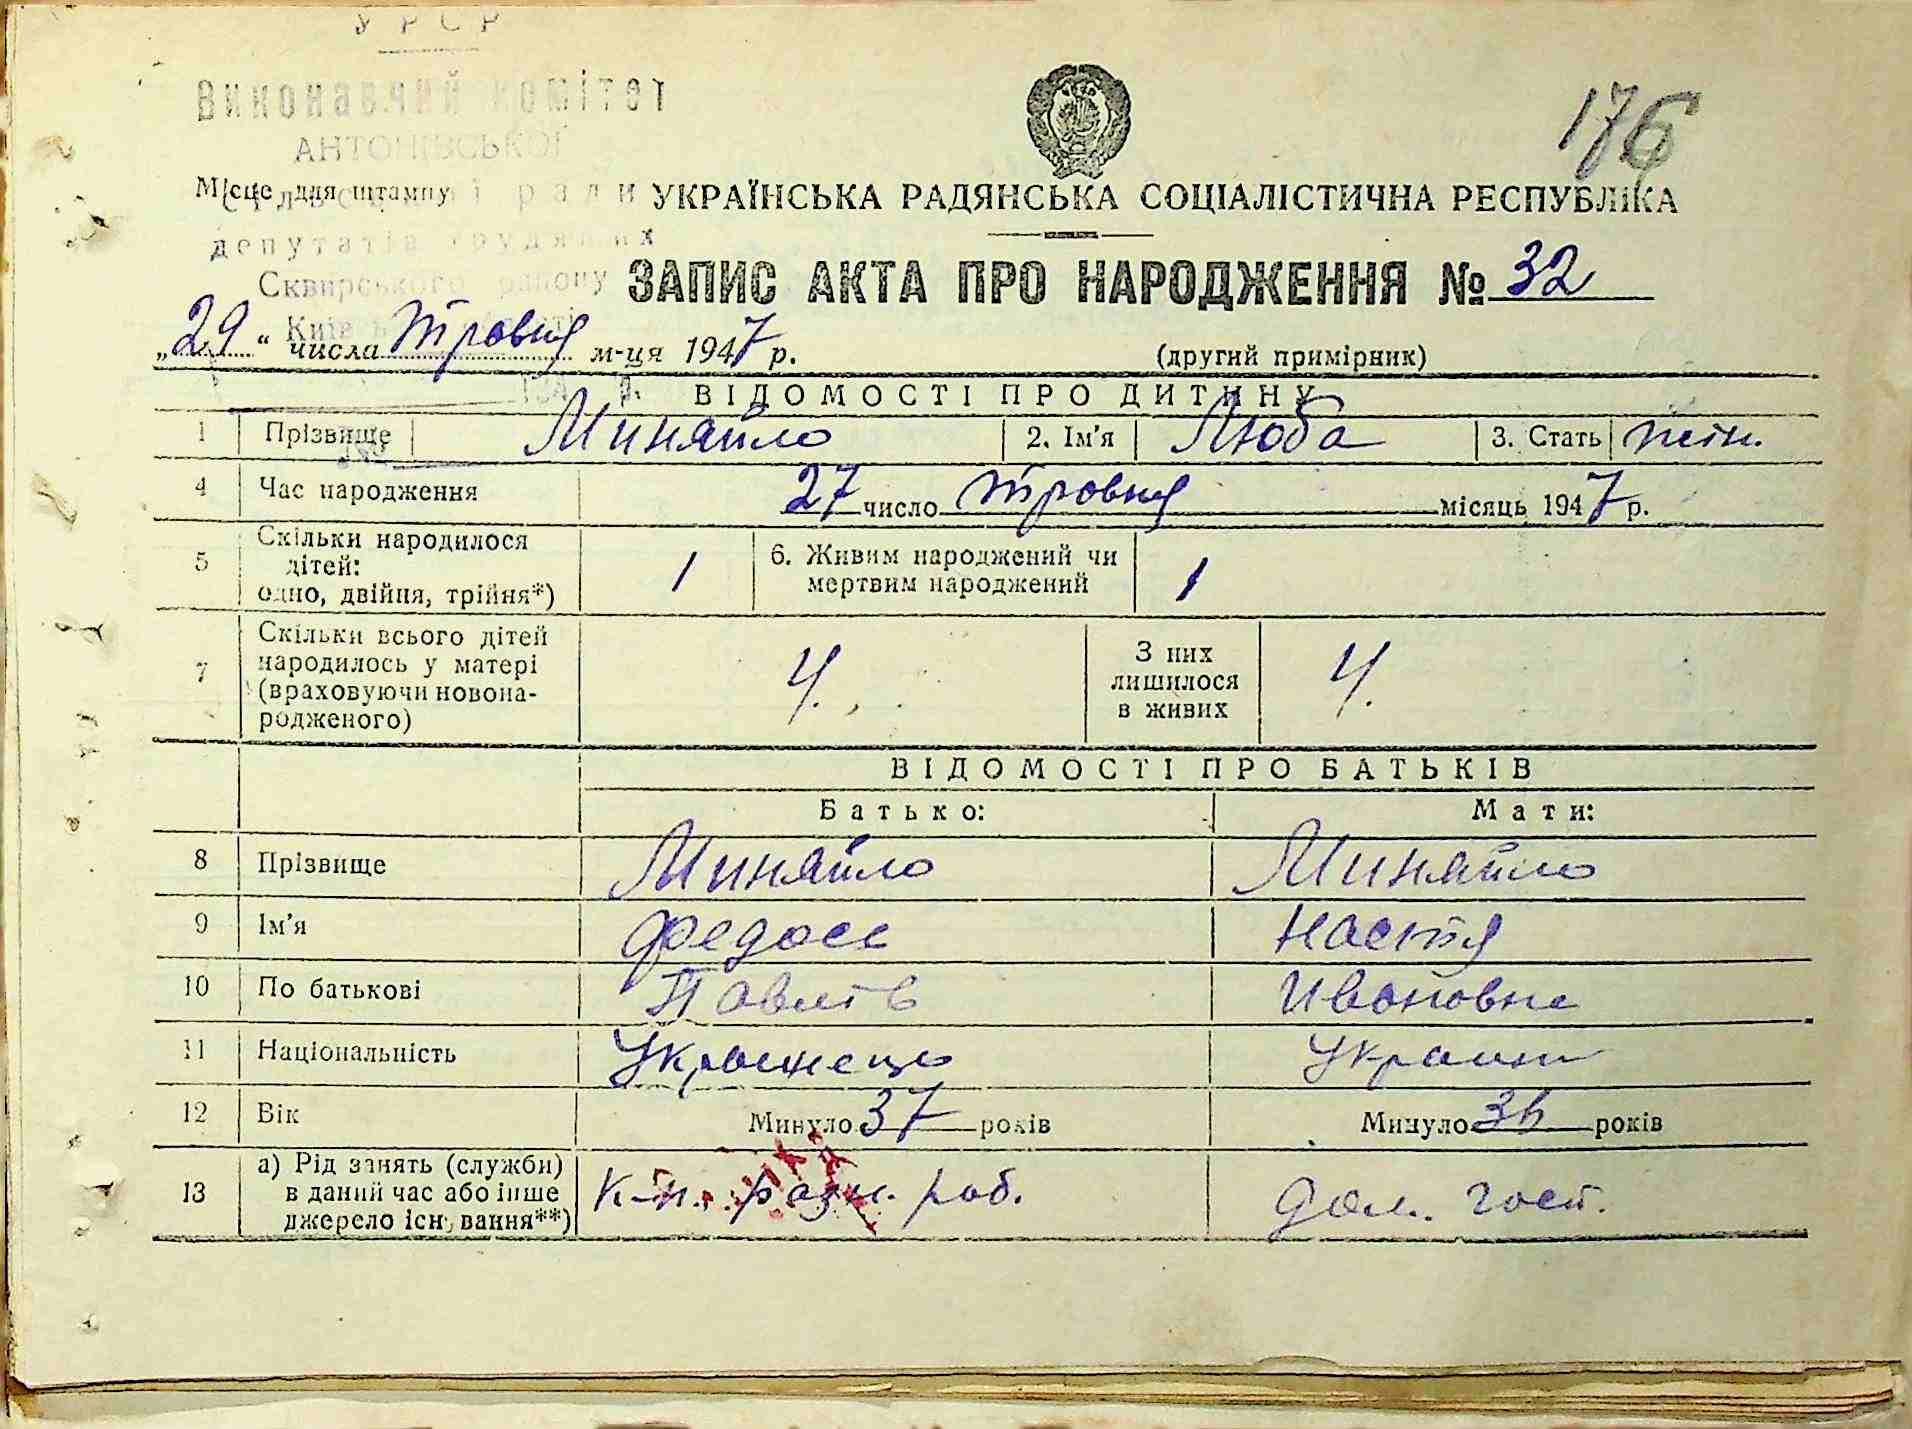 УРСР
Виконавчий комітет
АНТОНІВСЬКОЇ
176
Місце для штампу
ради
УКРАЇНСЬКА РАДЯНСЬКА СОЦІАЛІСТИЧНА РЕСПУБЛІКА
депутатів трудящих
Сквирського району
ЗАПИС АКТА ПРО НАРОДЖЕННЯ № 32
„29“ числа травня м-ця 1947 р.
(другий примірник)
ВІДОМОСТІ ПРО ДИТИНУ
1 Прізвище Миняйло 2. Ім'я Люба 3. Стать жін.
4 Час народження 27 число травня місяць 1947 р.
5 Скільки народилося дітей: одно, двійня, трійня*) 1 6. Живим народжений чи мертвим народжений 1
7 Скільки всього дітей народилось у матері (враховуючи новонародженого) 4. З них лишилося в живих 4.
ВІДОМОСТІ ПРО БАТЬКІВ
Батько: Мати:
8 Прізвище Миняйло Миняйло
9 Ім'я Федось Настя
10 По батькові Павлів Ивановна
11 Національність Українець
12 Вік Минуло 37 років Минуло 36 років
13 а) Рід занять (служби) в даний час або інше джерело існування**) к-п. разн. роб. дом. госп.